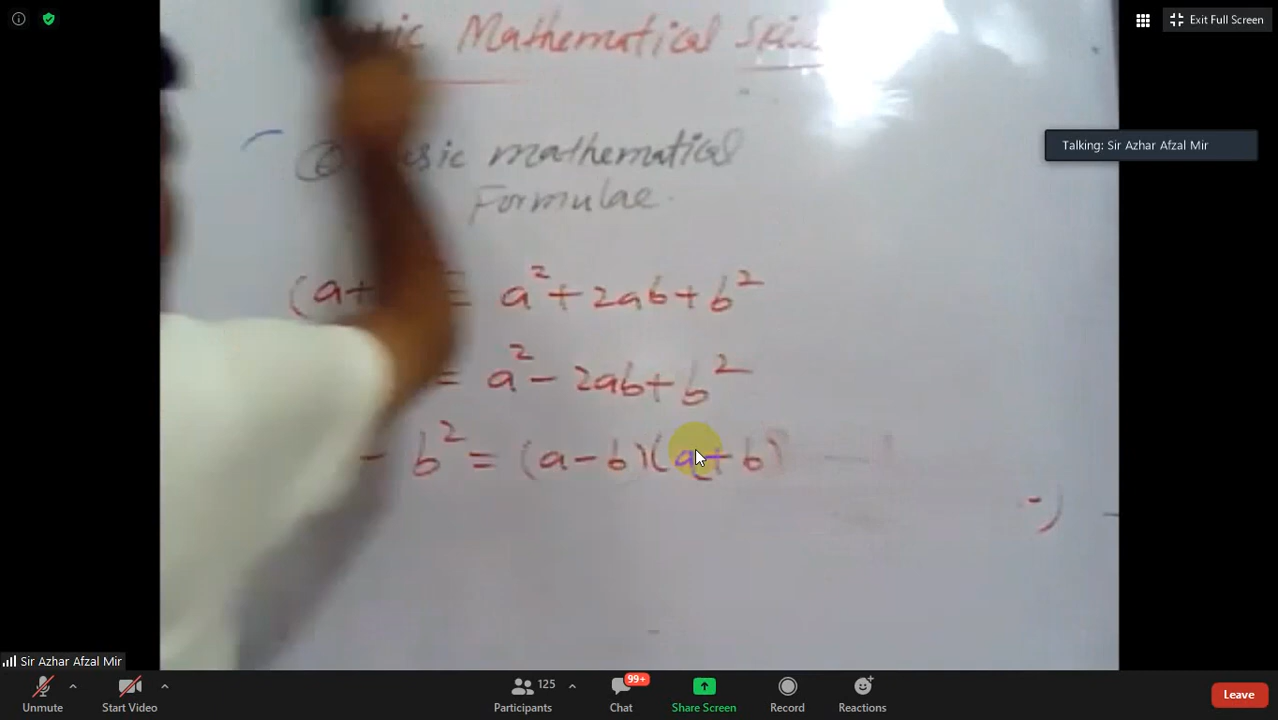 Exit Full Screen
Mathematical
Talking: Sir Azhar Afzal Mir
mathematical
Formulae.
(a+ = a² + 2ab + b²
= a² - 2ab + b²
- b² = (a - b)(a + b)
Sir Azhar Afzal Mir
Unmute
Start Video
Participants
125
Chat
99+
Share Screen
Record
Reactions
Leave